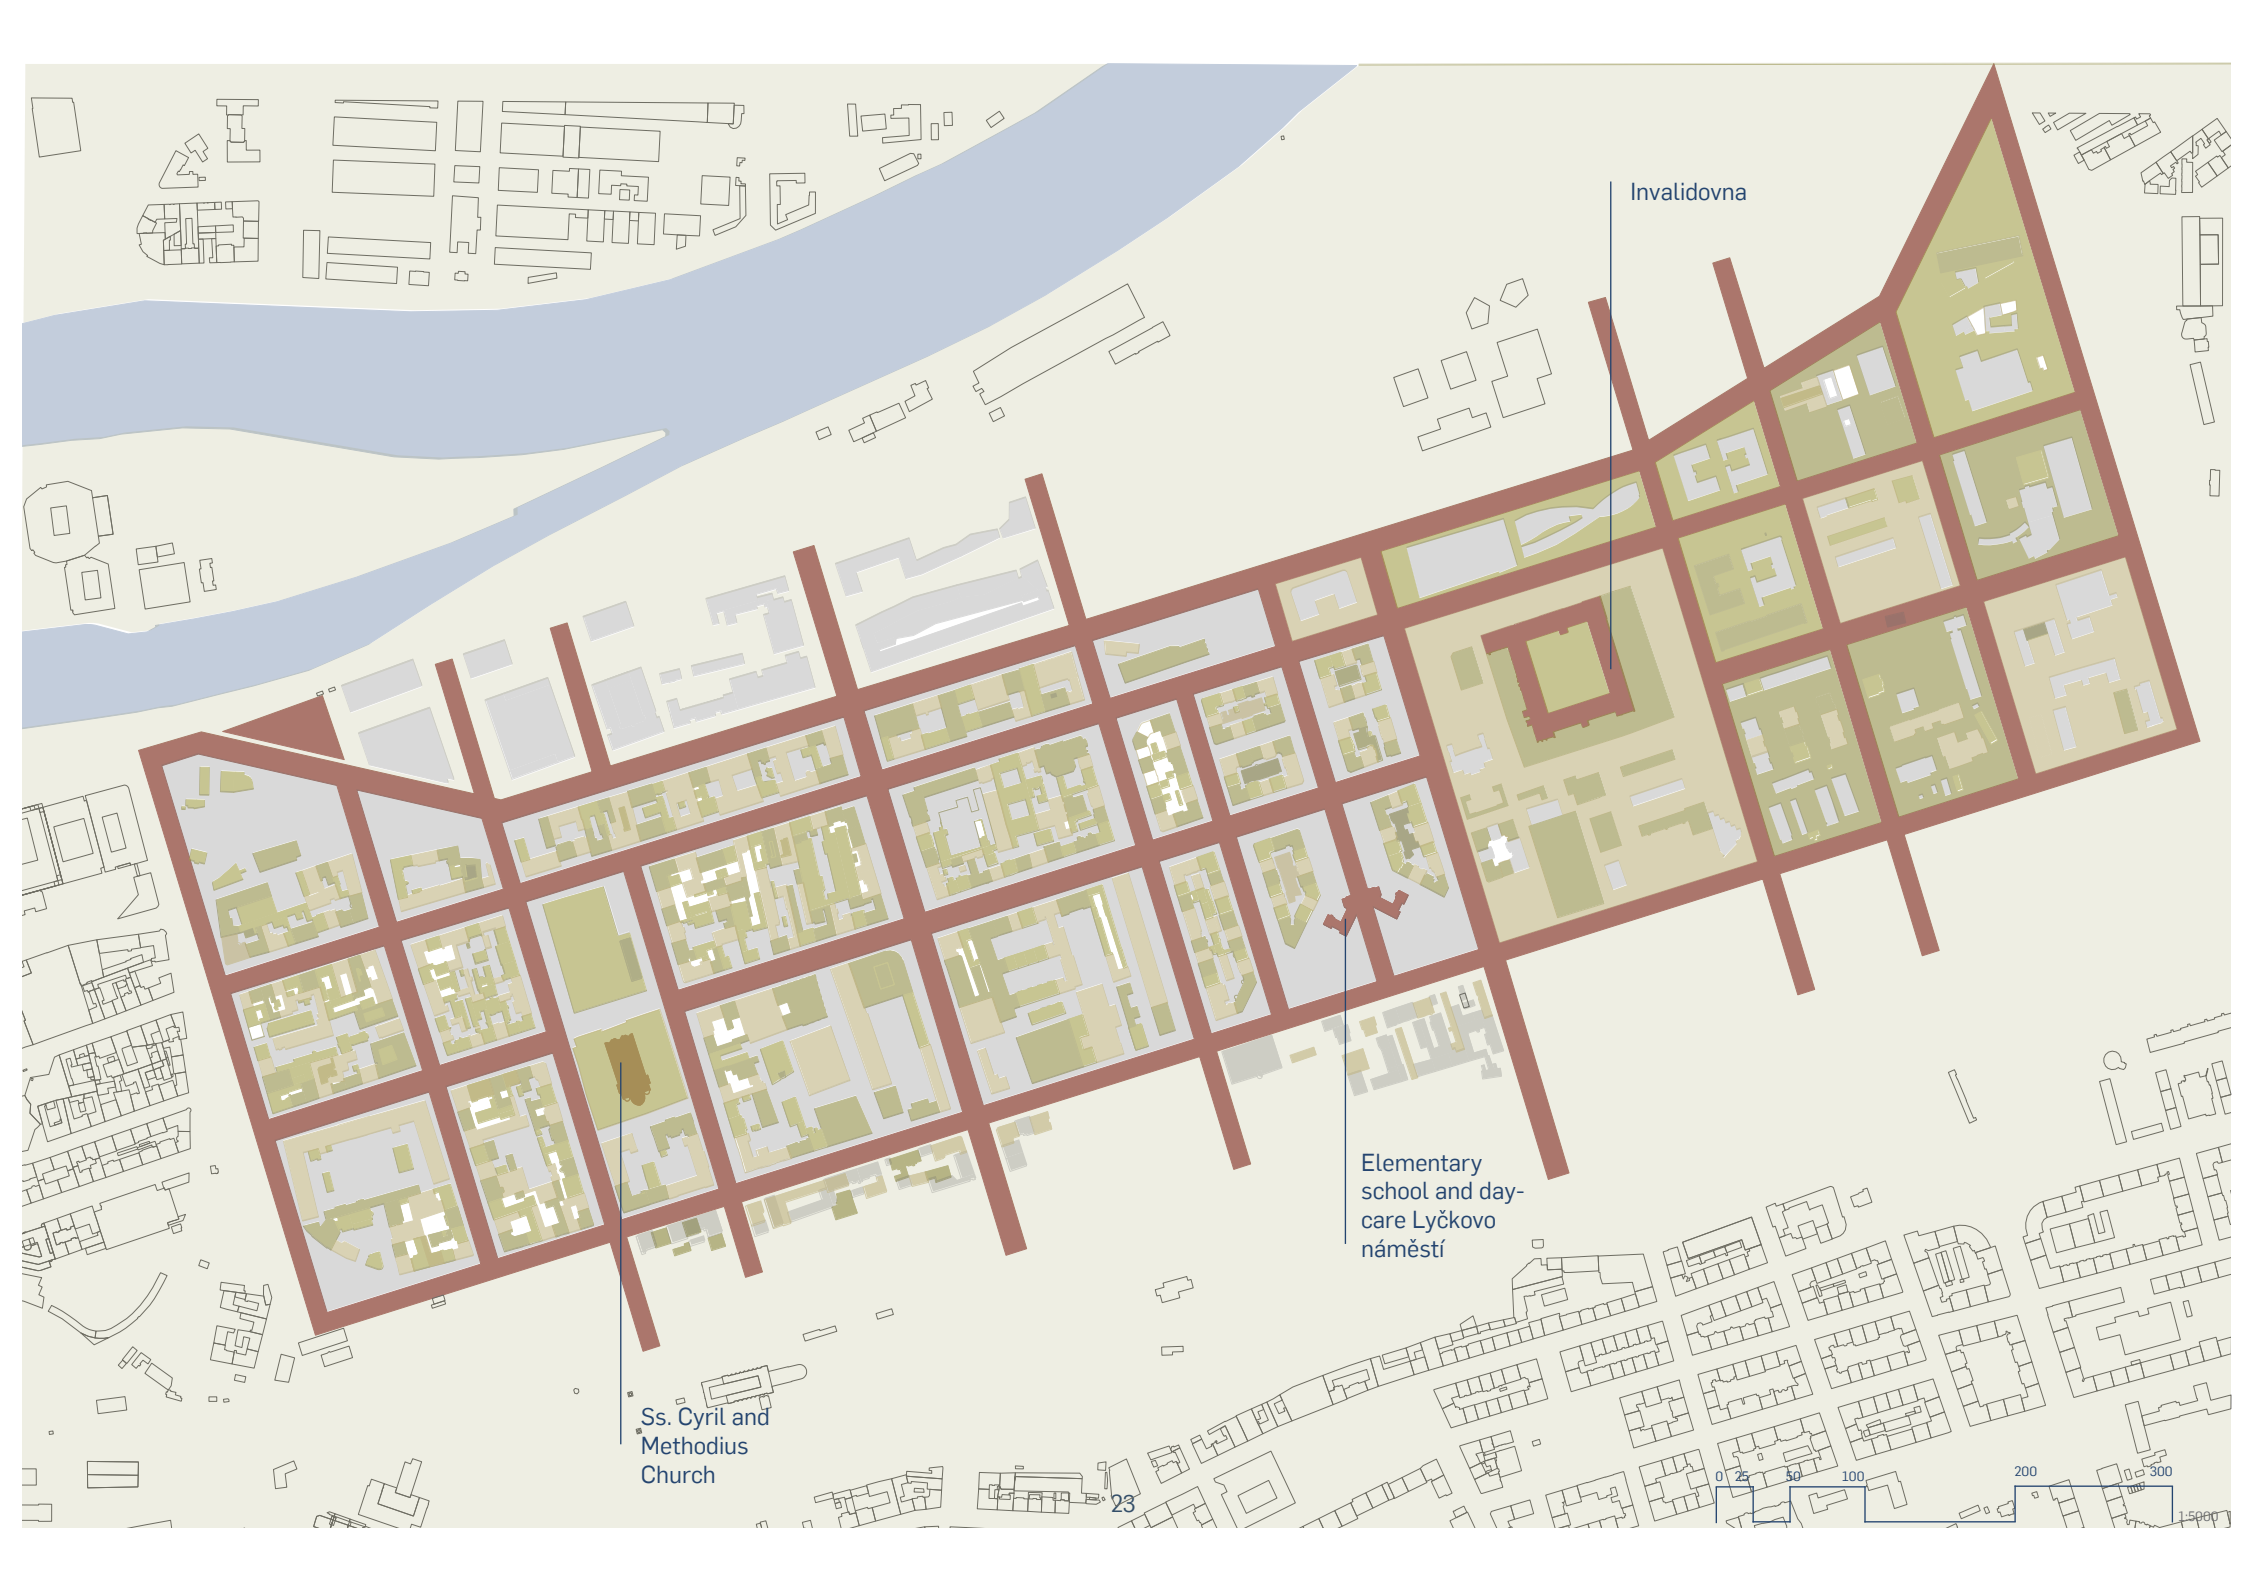 Invalidovna
Elementary
school and day-
care Lyčkovo
náměstí
Ss. Cyril and
Methodius
Church
23
0 25 50 100 200 300
1:5000